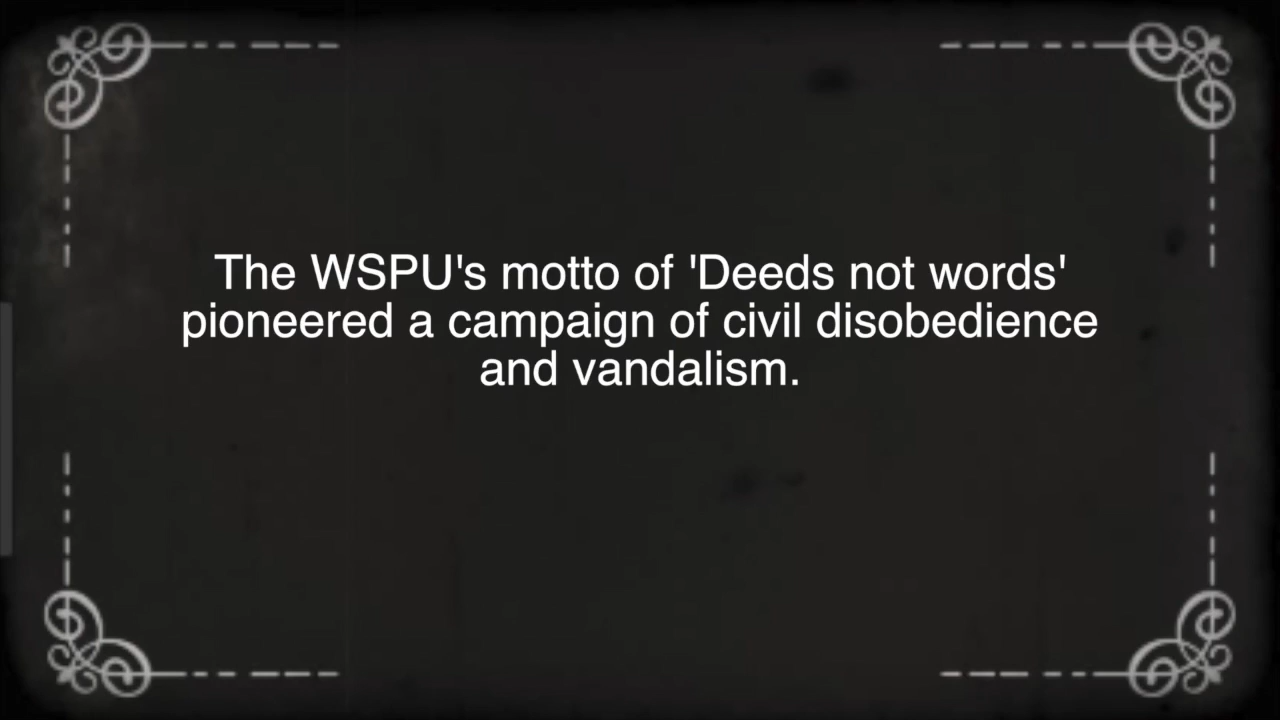 The WSPU's motto of 'Deeds not words'
pioneered a campaign of civil disobedience
and vandalism.